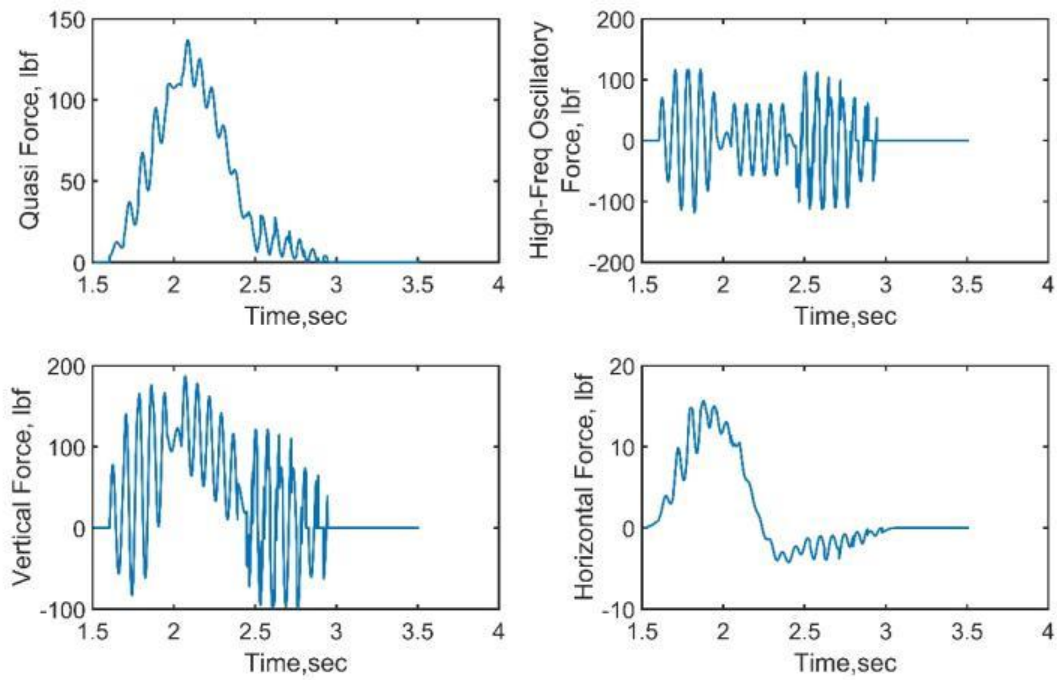 Quasi Force, lbf
150
100
50
0
1.5 2 2.5 3 3.5 4
Time,sec
High-Freq Oscillatory
Force, lbf
200
100
0
-100
-200
1.5 2 2.5 3 3.5 4
Time,sec
Vertical Force, lbf
200
100
0
-100
1.5 2 2.5 3 3.5 4
Time,sec
Horizontal Force, lbf
20
10
0
-10
1.5 2 2.5 3 3.5 4
Time,sec